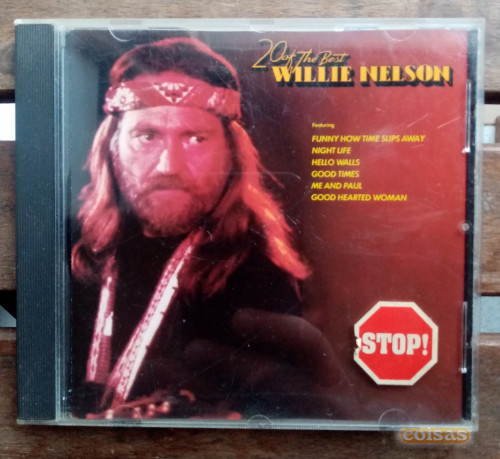 20 of The Best
WILLIE NELSON
Featuring
FUNNY HOW TIME SLIPS AWAY
NIGHT LIFE
HELLO WALLS
GOOD TIMES
ME AND PAUL
GOOD HEARTED WOMAN
STOP!
coisas